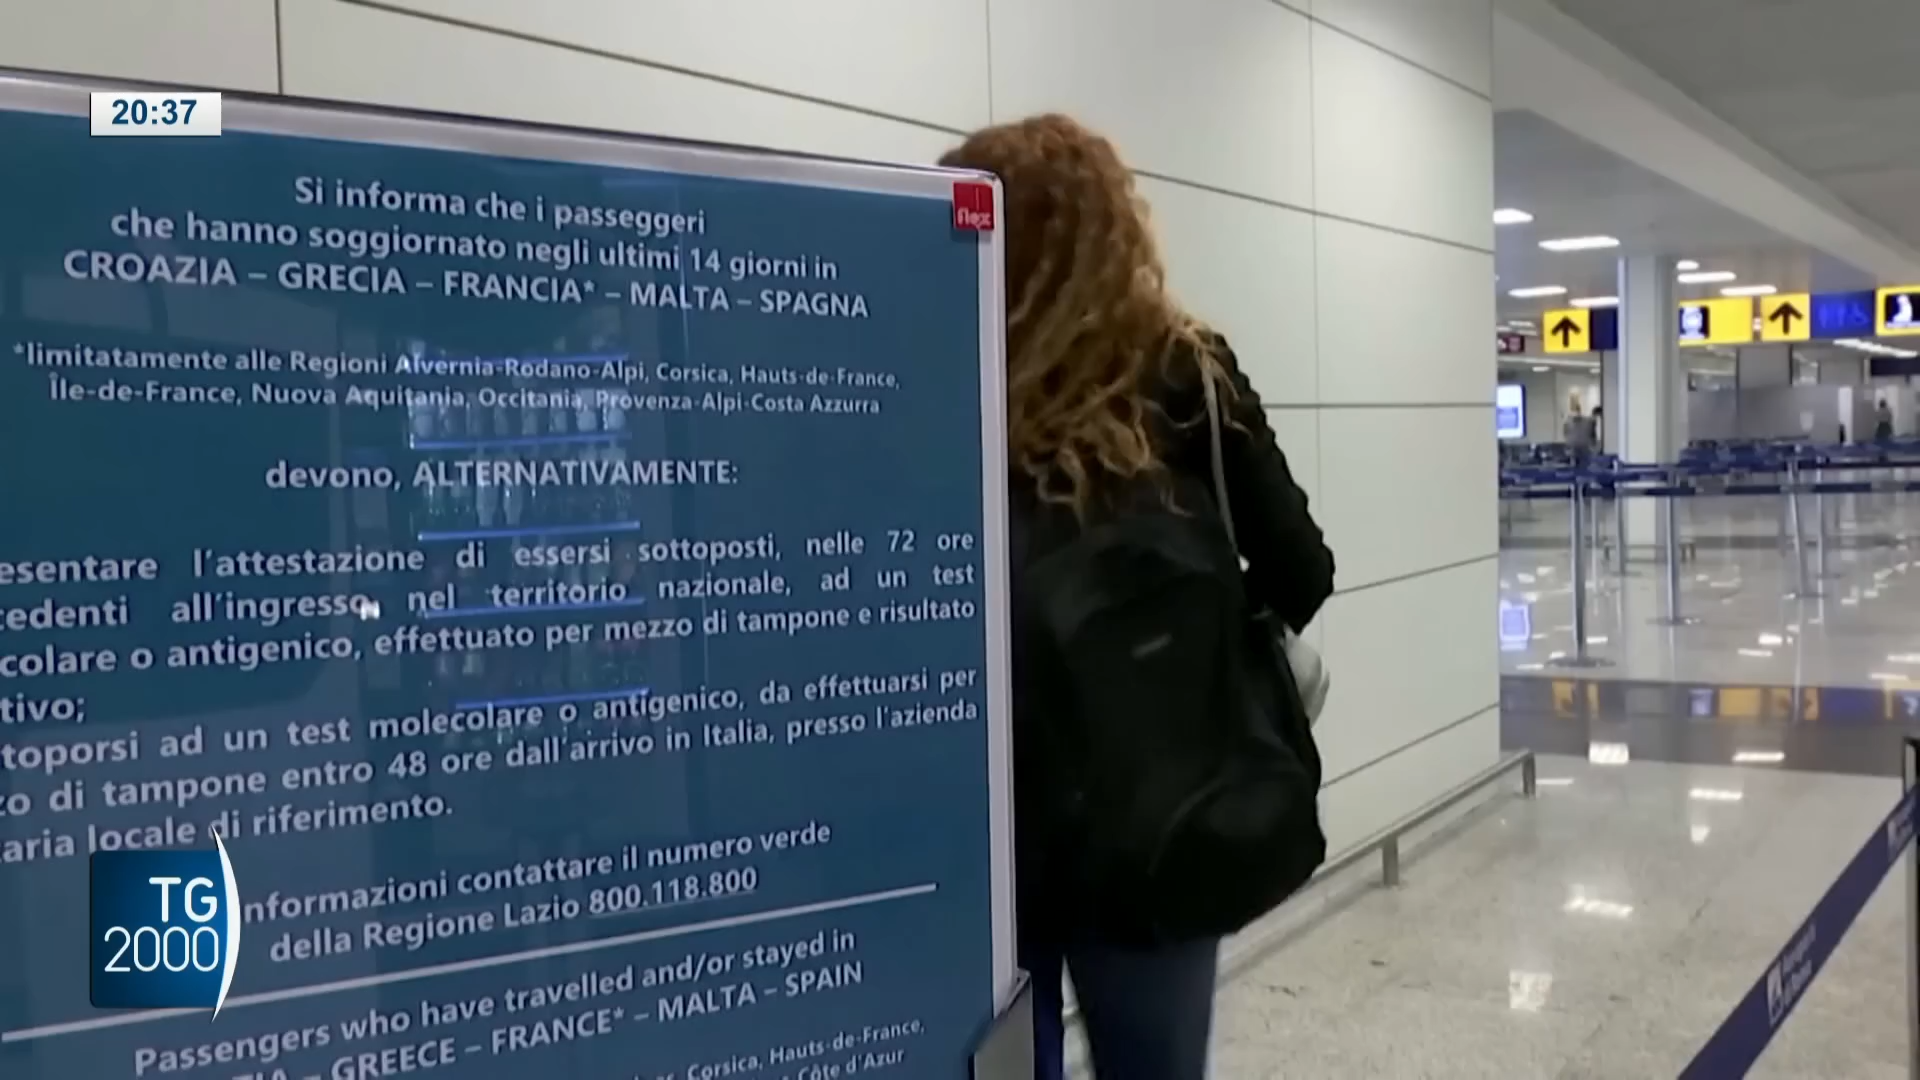 20:37
flex
Si informa che i passeggeri
che hanno soggiornato negli ultimi 14 giorni in
CROAZIA – GRECIA – FRANCIA* – MALTA – SPAGNA
*limitatamente alle Regioni Alvernia-Rodano-Alpi, Corsica, Hauts-de-France,
Île-de-France, Nuova Aquitania, Occitania, Provenza-Alpi-Costa Azzurra
devono, ALTERNATIVAMENTE:
esentare l'attestazione di essersi sottoposti, nelle 72 ore
cedenti all'ingresso nel territorio nazionale, ad un test
colare o antigenico, effettuato per mezzo di tampone e risultato
tivo;
toporsi ad un test molecolare o antigenico, da effettuarsi per
zo di tampone entro 48 ore dall'arrivo in Italia, presso l'azienda
aria locale di riferimento.
nformazioni contattare il numero verde
della Regione Lazio 800.118.800
Passengers who have travelled and/or stayed in
– GREECE – FRANCE* – MALTA – SPAIN
Corsica, Hauts-de-France,
Côte d'Azur
TG
2000